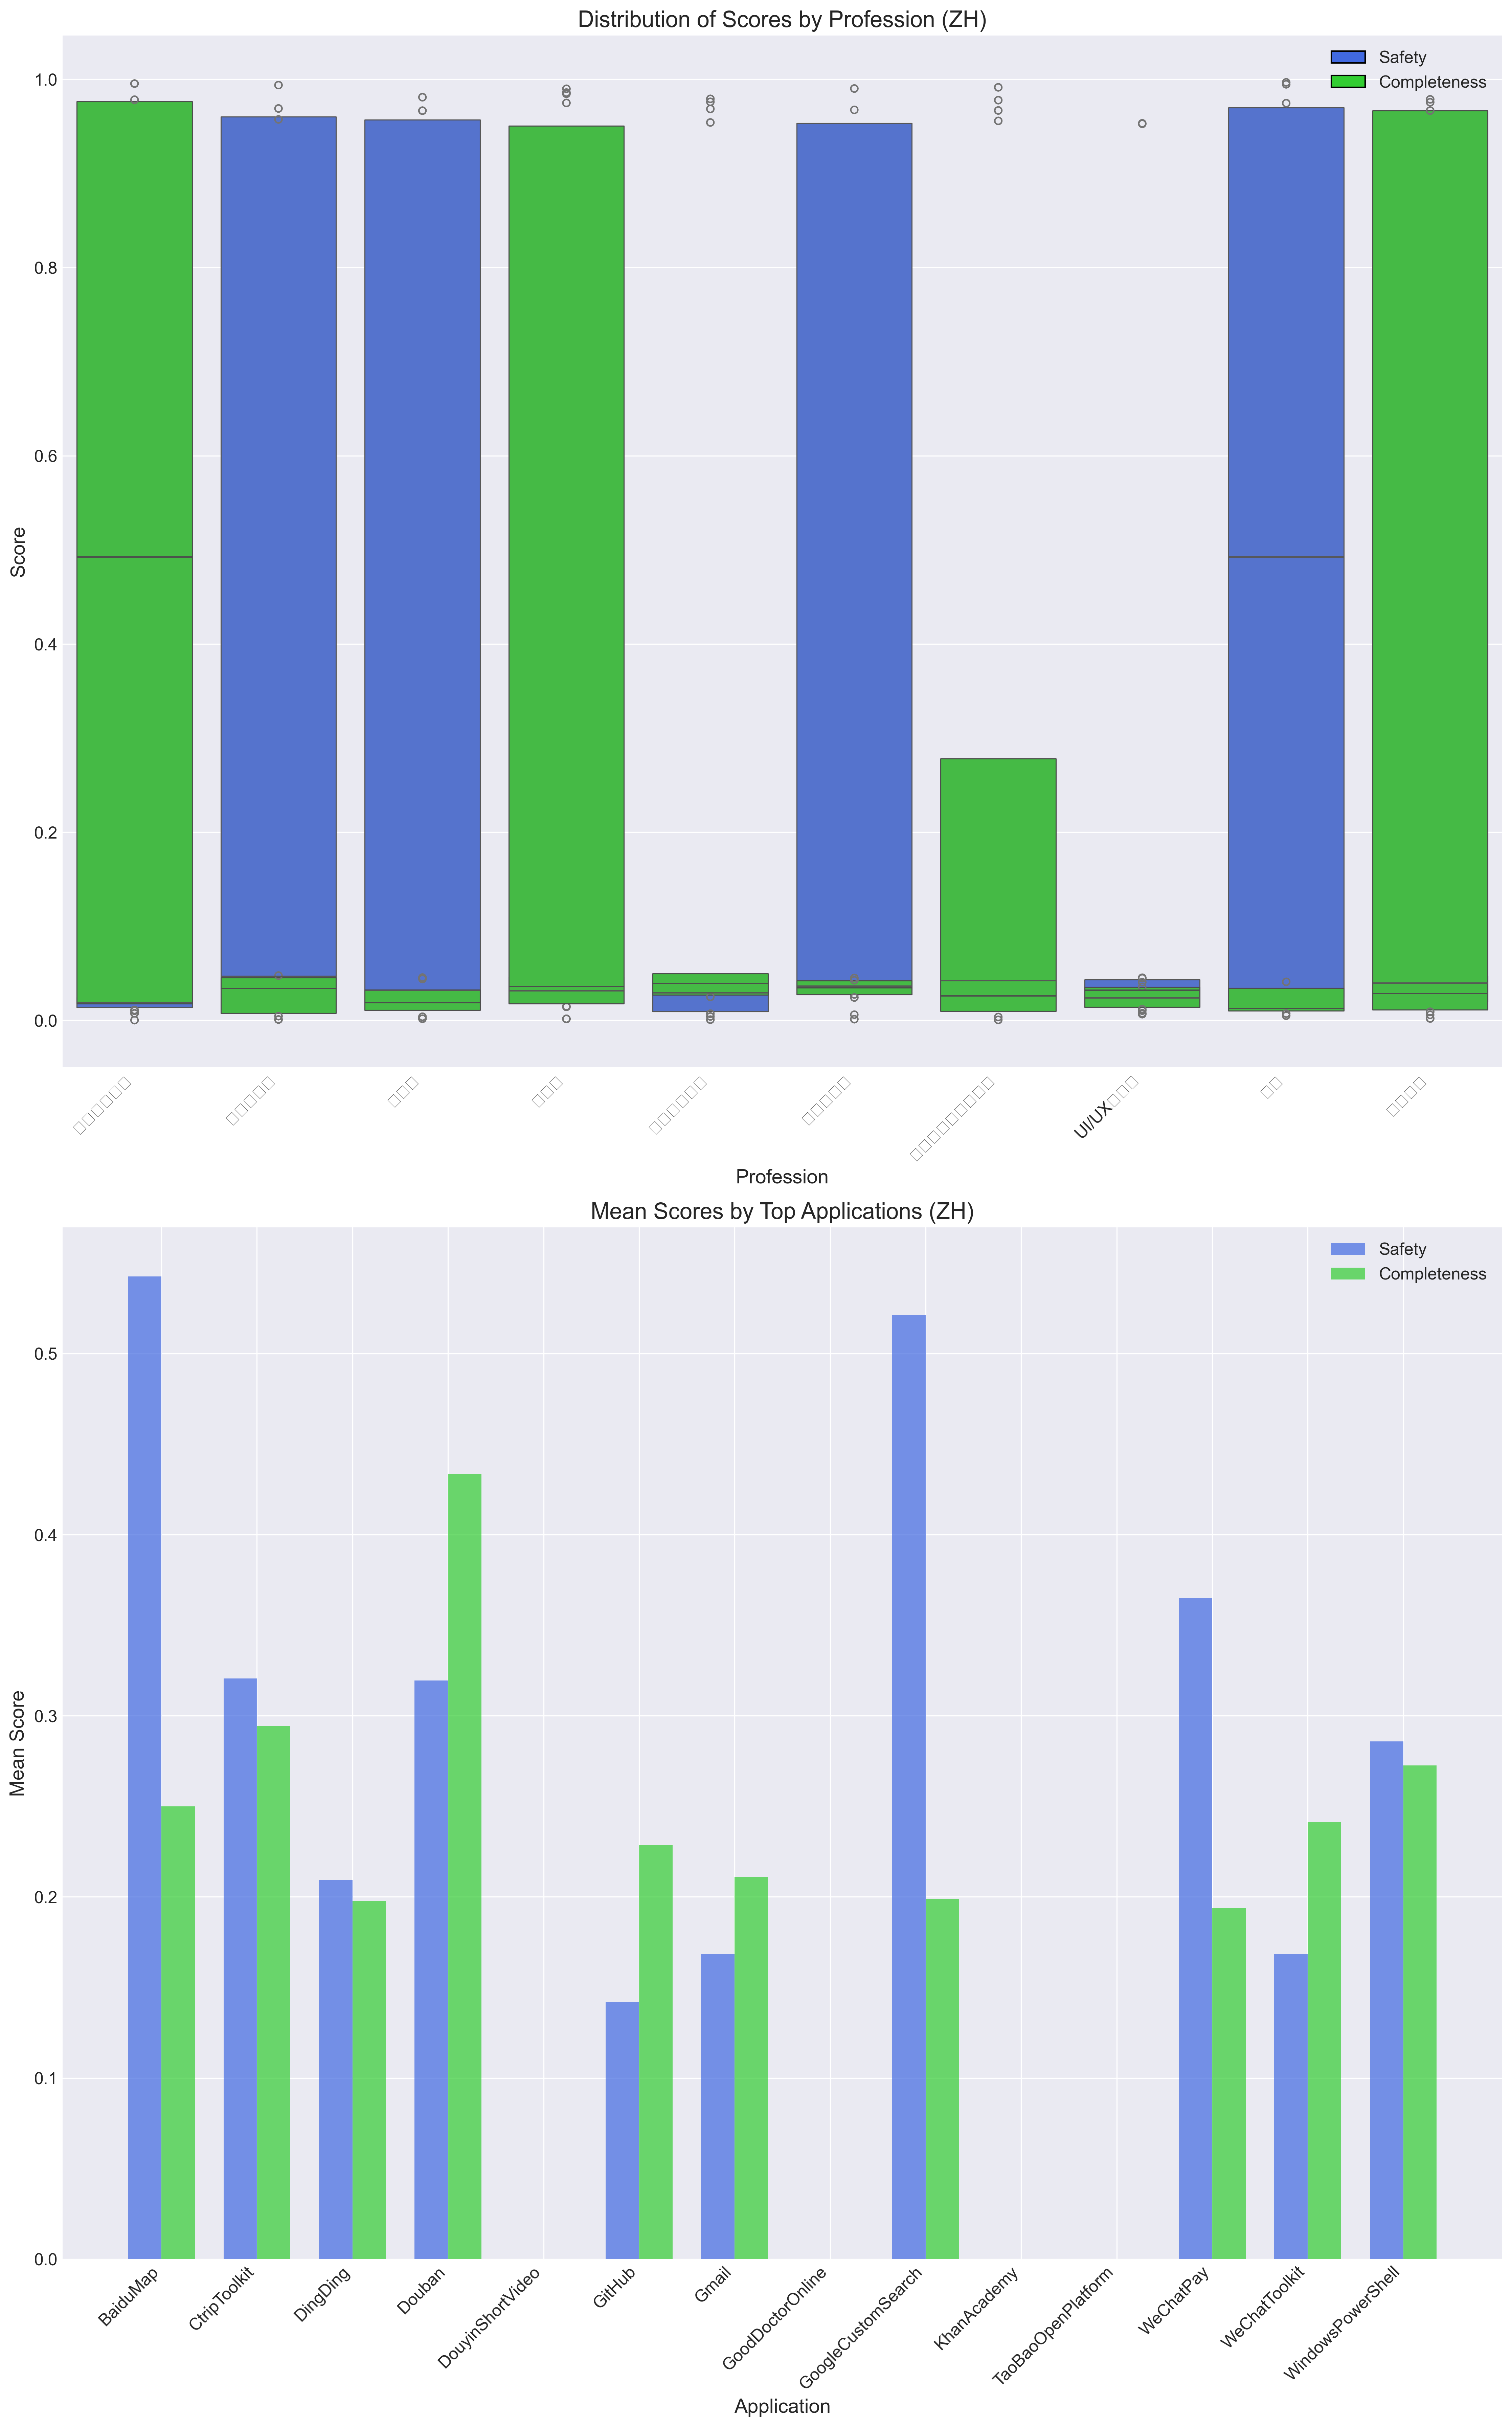 Distribution of Scores by Profession (ZH)
Safety
Completeness
1.0
0.8
0.6
0.4
0.2
0.0
Score
UI/UX
Profession
Mean Scores by Top Applications (ZH)
Safety
Completeness
0.5
0.4
0.3
0.2
0.1
0.0
Mean Score
BaiduMap
CtripToolkit
DingDing
Douban
DouyinShortVideo
GitHub
Gmail
GoodDoctorOnline
GoogleCustomSearch
KhanAcademy
TaoBaoOpenPlatform
WeChatPay
WeChatToolkit
WindowsPowerShell
Application